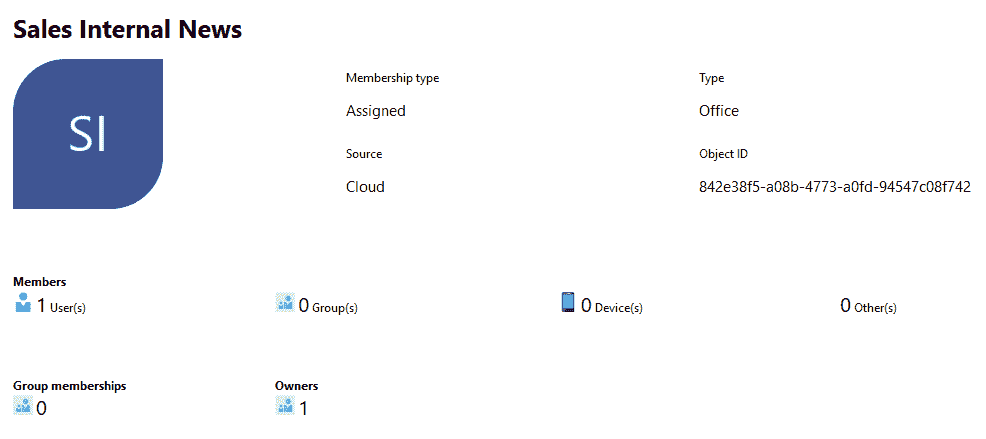 Sales Internal News
SI
Membership type
Type
Assigned
Office
Source
Object ID
Cloud
842e38f5-a08b-4773-a0fd-94547c08f742
Members
1 User(s)
0 Group(s)
0 Device(s)
0 Other(s)
Group memberships
Owners
0
1